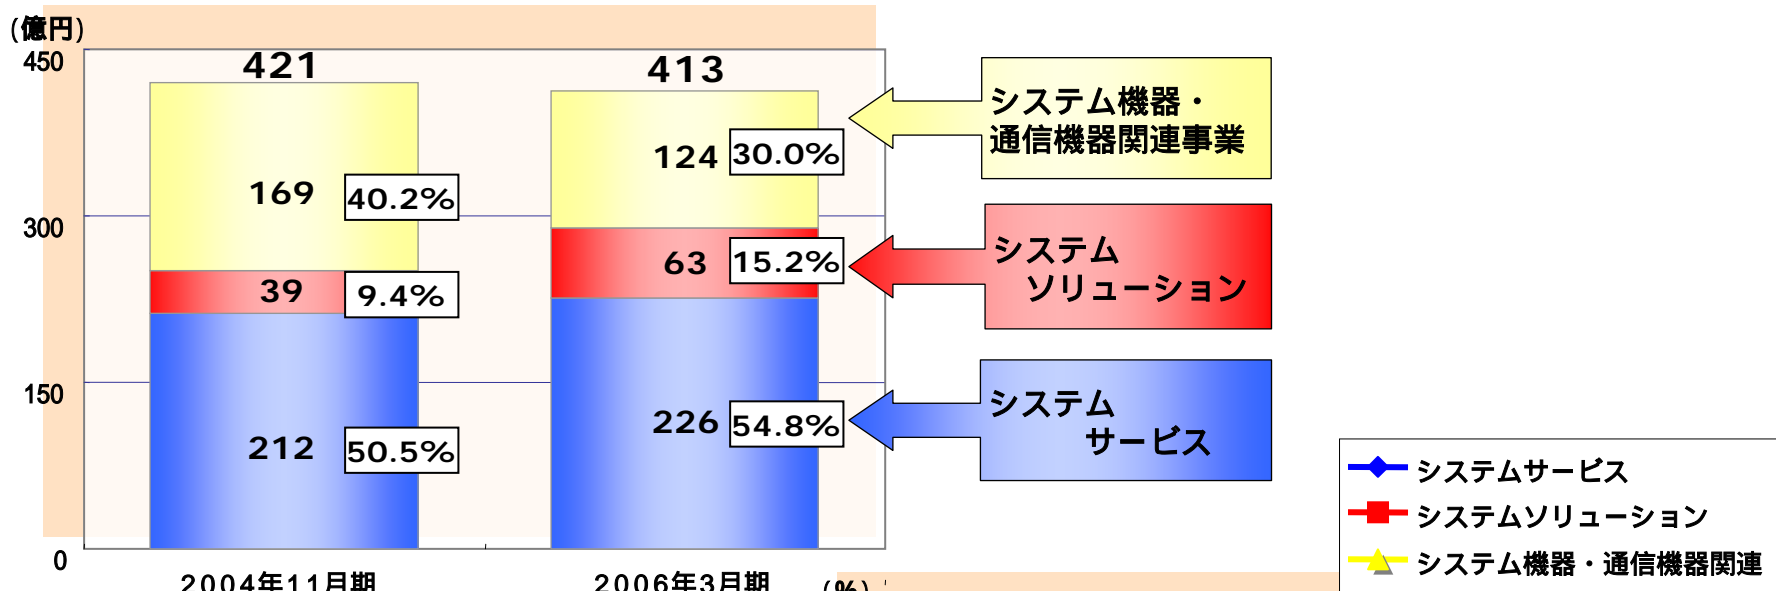 (億円)
450
300
150
0
421
169
40.2%
39
9.4%
212
50.5%
2004年11月期
413
124
30.0%
63
15.2%
226
54.8%
2006年3月期
(%)
システム機器・
通信機器関連事業
システム
ソリューション
システム
サービス
システムサービス
システムソリューション
システム機器・通信機器関連